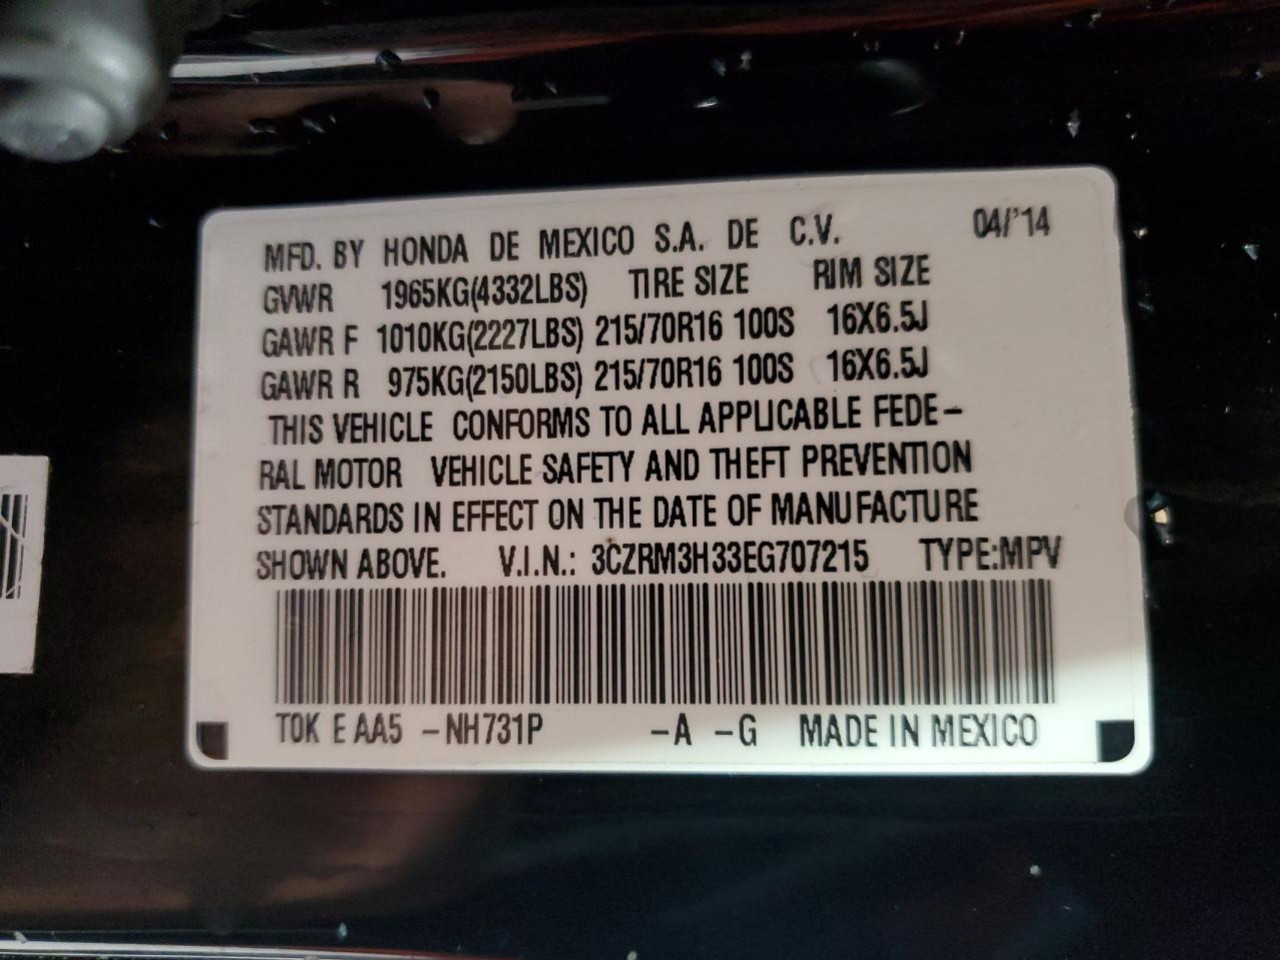 MFD. BY HONDA DE MEXICO S.A. DE C.V. 04/'14
GVWR 1965KG(4332LBS) TIRE SIZE RIM SIZE
GAWR F 1010KG(2227LBS) 215/70R16 100S 16X6.5J
GAWR R 975KG(2150LBS) 215/70R16 100S 16X6.5J
THIS VEHICLE CONFORMS TO ALL APPLICABLE FEDE-
RAL MOTOR VEHICLE SAFETY AND THEFT PREVENTION
STANDARDS IN EFFECT ON THE DATE OF MANUFACTURE
SHOWN ABOVE. V.I.N.: 3CZRM3H33EG707215 TYPE:MPV
T0K E AA5 -NH731P -A -G MADE IN MEXICO